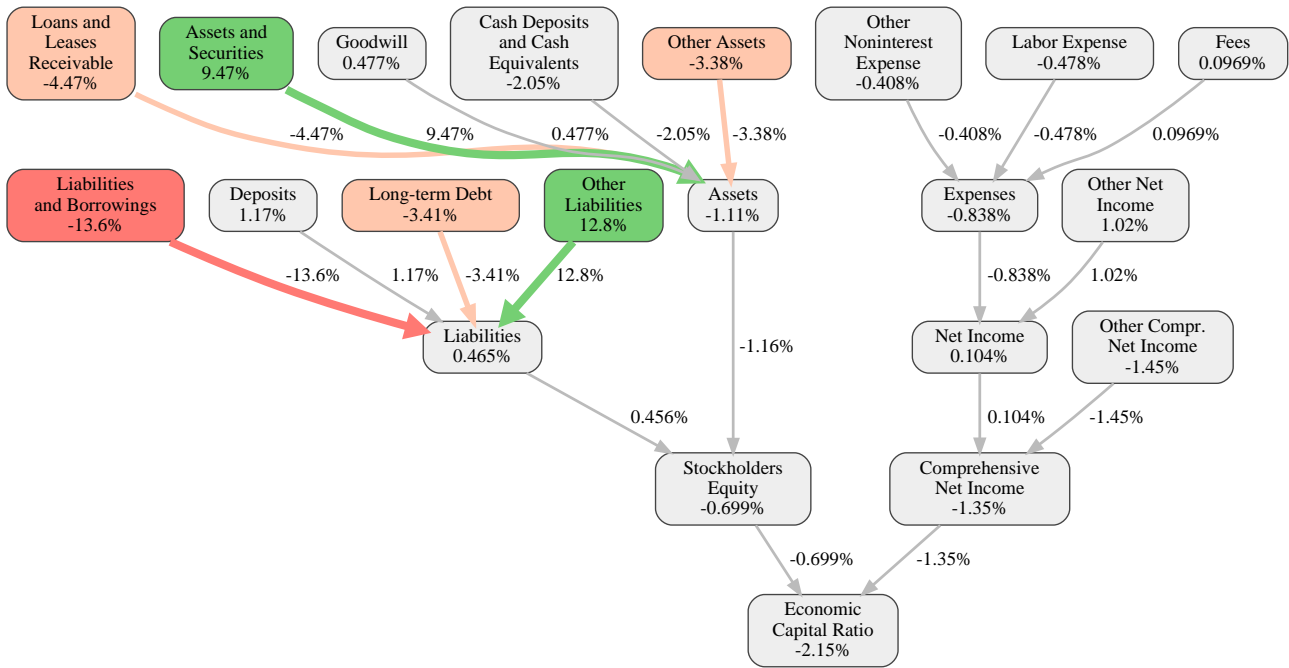 Loans and
Leases
Receivable
-4.47%
Assets and
Securities
9.47%
Goodwill
0.477%
Cash Deposits
and Cash
Equivalents
-2.05%
Other Assets
-3.38%
Other
Noninterest
Expense
-0.408%
Labor Expense
-0.478%
Fees
0.0969%
-4.47%
9.47%
0.477%
-2.05%
-3.38%
-0.408%
-0.478%
0.0969%
Liabilities
and Borrowings
-13.6%
Deposits
1.17%
Long-term Debt
-3.41%
Other
Liabilities
12.8%
Assets
-1.11%
Expenses
-0.838%
Other Net
Income
1.02%
-13.6%
1.17%
-3.41%
12.8%
-0.838%
1.02%
Liabilities
0.465%
-1.16%
Net Income
0.104%
Other Compr.
Net Income
-1.45%
0.456%
0.104%
-1.45%
Stockholders
Equity
-0.699%
Comprehensive
Net Income
-1.35%
-0.699%
-1.35%
Economic
Capital Ratio
-2.15%